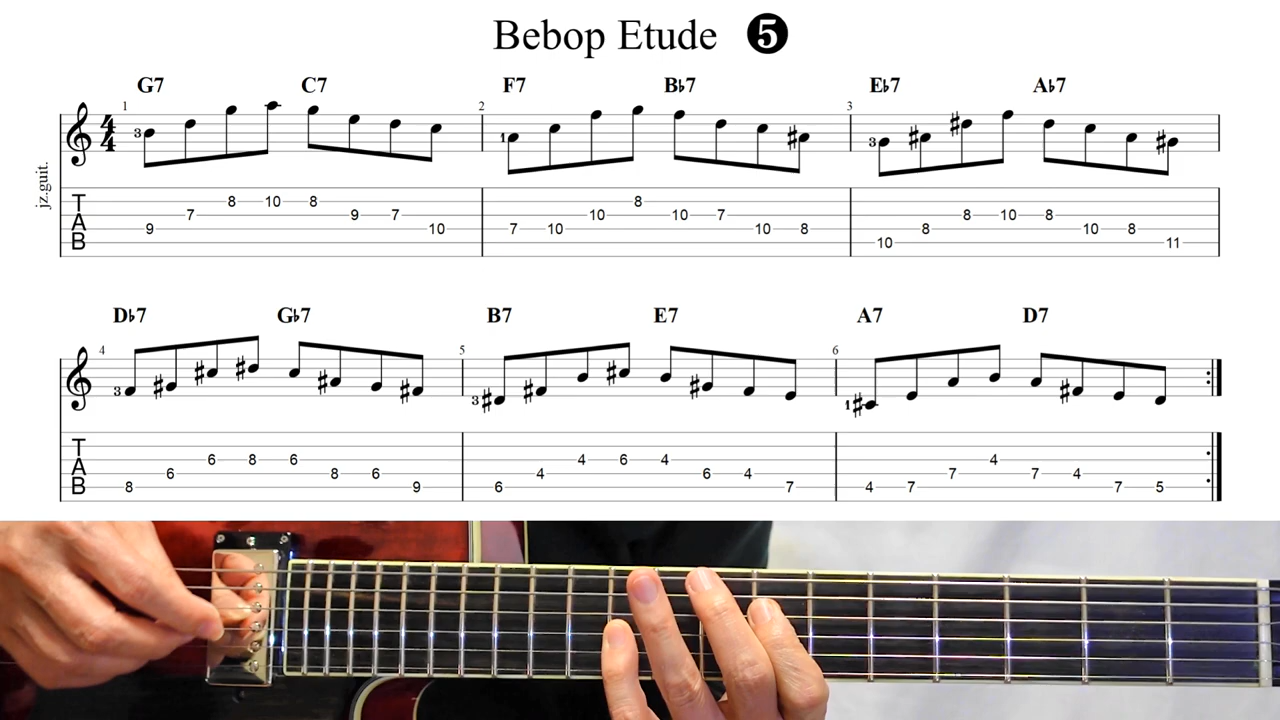 Bebop Etude 5
G7 C7 F7 B♭7 E♭7 A♭7
1 2 3
4 4
3 1 3
jz.guit.
T
A
B
8 10 8 8
7 9 7 10 10 7 8 10 8
9 10 7 10 10 8 8 10 8
10 11
D♭7 G♭7 B7 E7 A7 D7
4 5 6
3 3 1
T
A
B
6 8 6 4 6 4 4
6 8 6 4 6 4 7 7 4
8 9 6 7 4 7 7 5